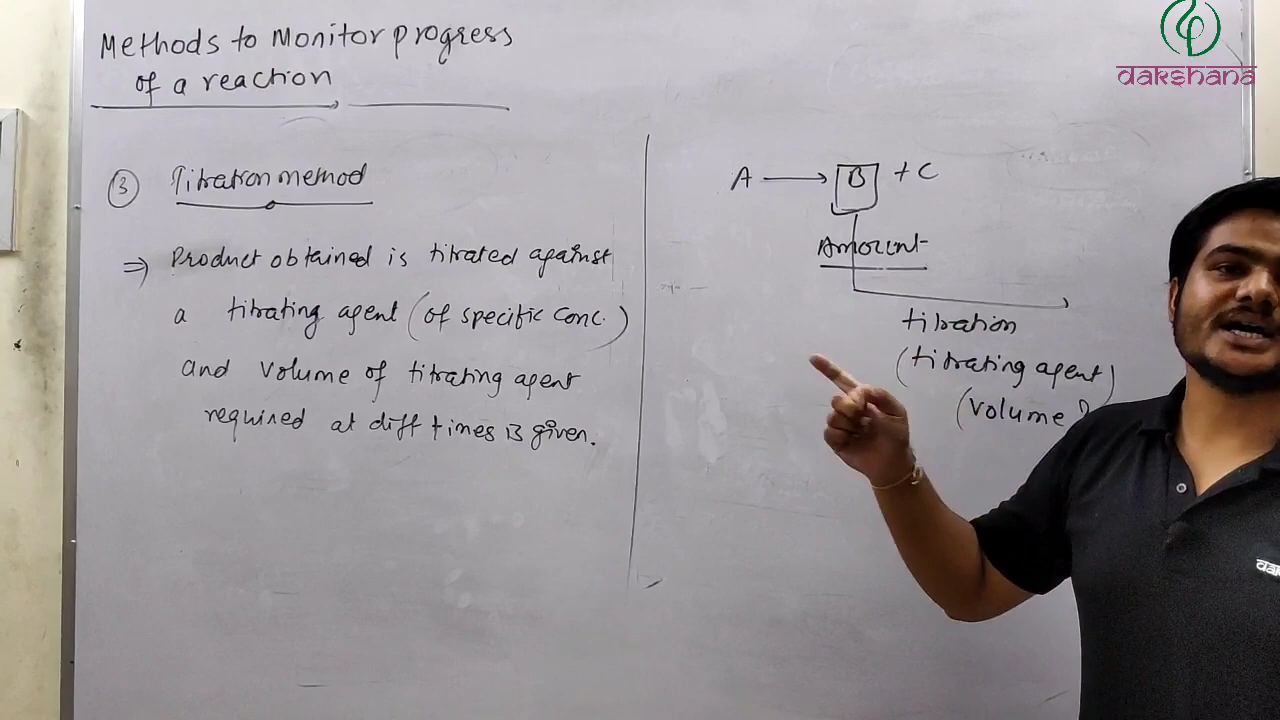 Methods to Monitor progress
of a reaction
③ Titration method
⇒ Product obtained is titrated against
a titrating agent (of specific conc.)
and volume of titrating agent
required at diff times is given.
A → B + C
Amount
titration
(titrating agent)
(volume ?
dakshana